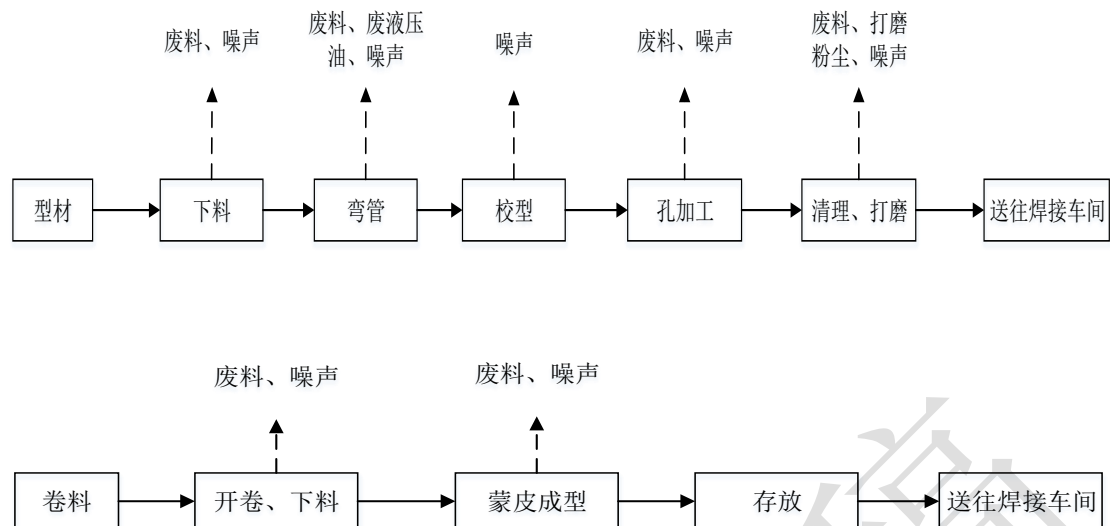 废料、噪声
废料、废液压
油、噪声
噪声
废料、噪声
废料、打磨
粉尘、噪声
型材
下料
弯管
校型
孔加工
清理、打磨
送往焊接车间
废料、噪声
废料、噪声
卷料
开卷、下料
蒙皮成型
存放
送往焊接车间